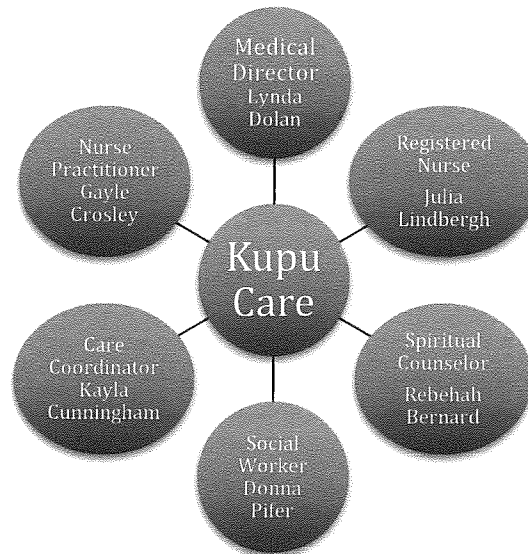 Medical
Director
Lynda
Dolan
Registered
Nurse
Julia
Lindbergh
Spiritual
Counselor
Rebehah
Bernard
Social
Worker
Donna
Pifer
Care
Coordinator
Kayla
Cunningham
Nurse
Practitioner
Gayle
Crosley
Kupu
Care